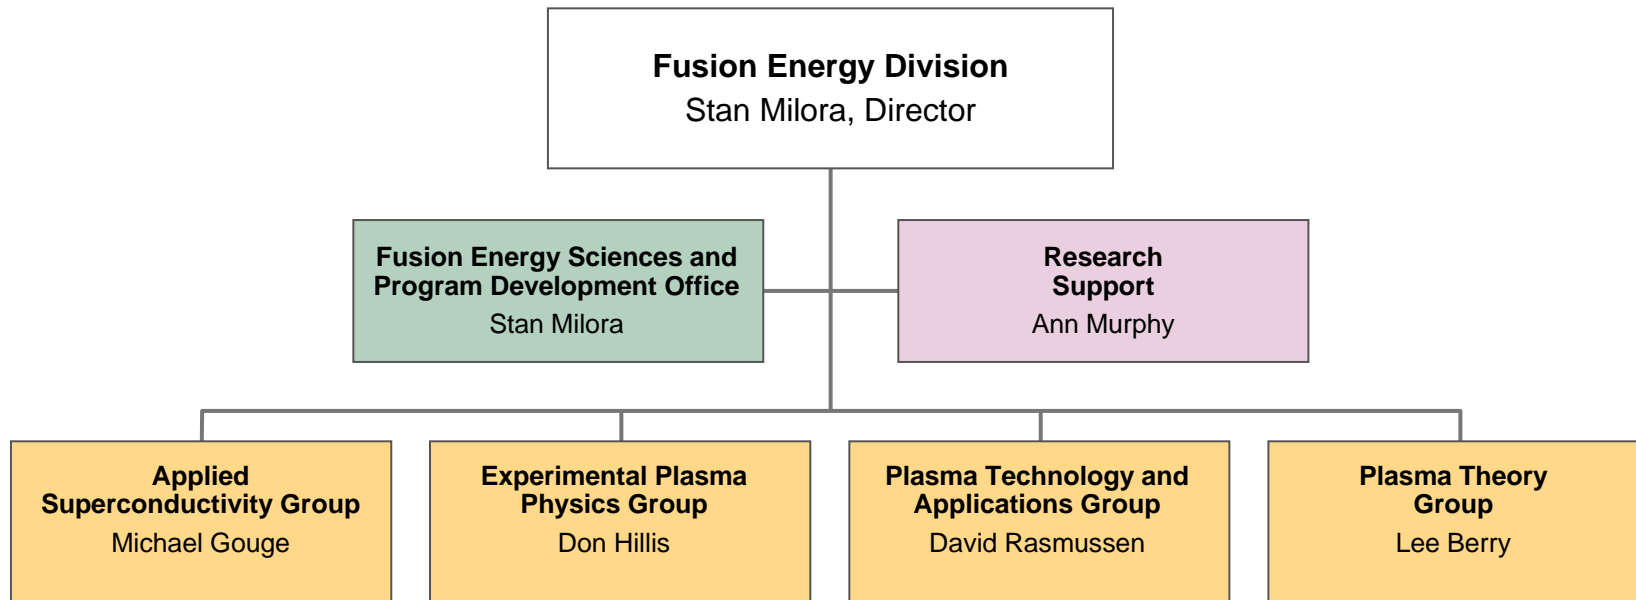 Fusion Energy Division
Stan Milora, Director
Fusion Energy Sciences and
Program Development Office
Stan Milora
Research
Support
Ann Murphy
Applied
Superconductivity Group
Michael Gouge
Experimental Plasma
Physics Group
Don Hillis
Plasma Technology and
Applications Group
David Rasmussen
Plasma Theory
Group
Lee Berry